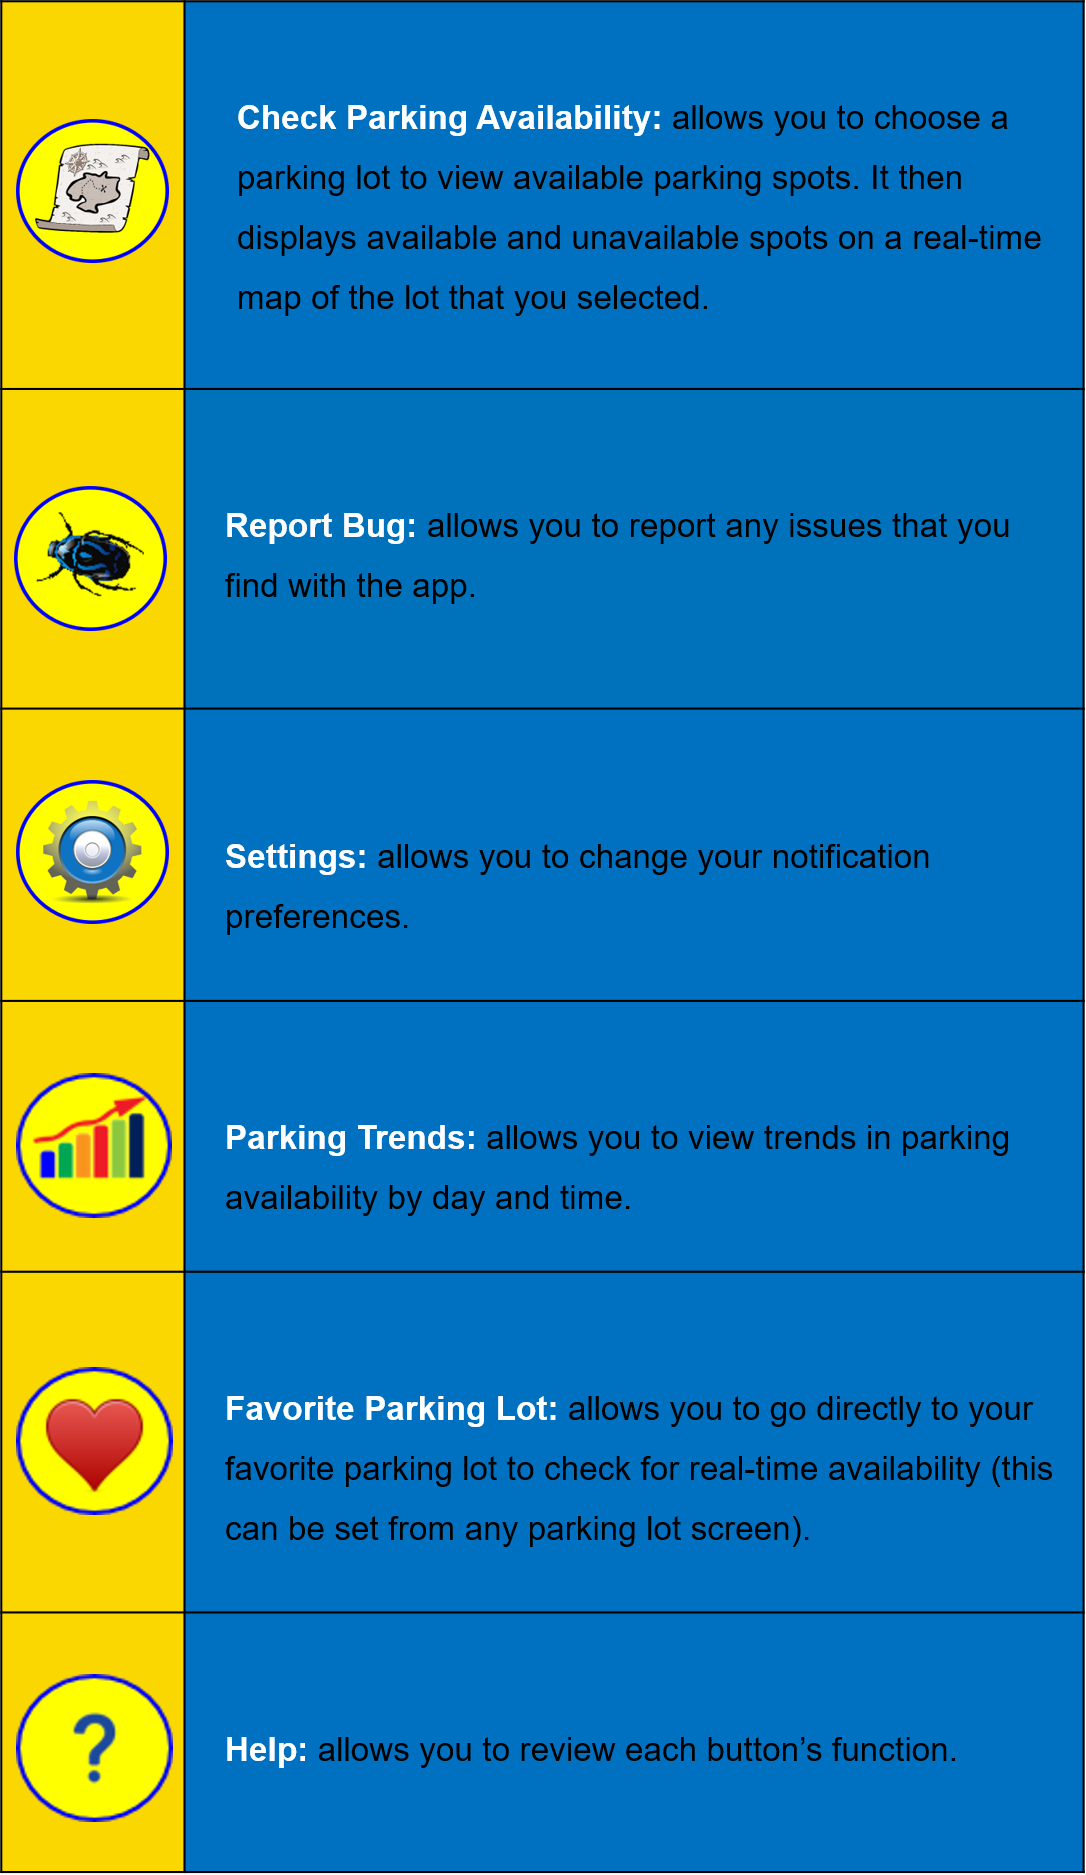 Check Parking Availability: allows you to choose a
parking lot to view available parking spots. It then
displays available and unavailable spots on a real-time
map of the lot that you selected.
Report Bug: allows you to report any issues that you
find with the app.
Settings: allows you to change your notification
preferences.
Parking Trends: allows you to view trends in parking
availability by day and time.
Favorite Parking Lot: allows you to go directly to your
favorite parking lot to check for real-time availability (this
can be set from any parking lot screen).
?
Help: allows you to review each button’s function.